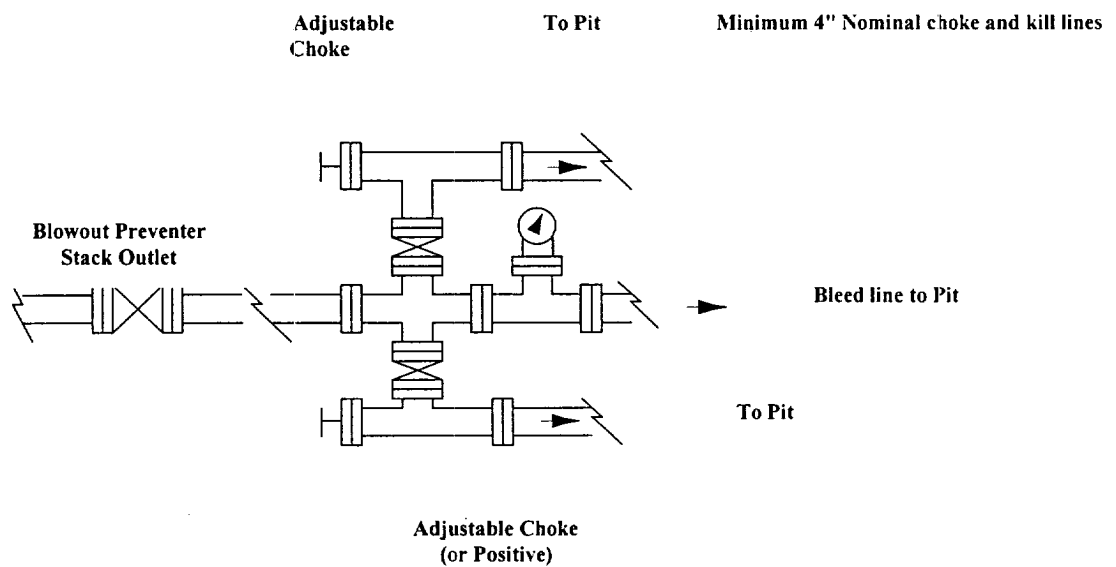 Adjustable
Choke
To Pit
Minimum 4" Nominal choke and kill lines
Blowout Preventer
Stack Outlet
Bleed line to Pit
To Pit
Adjustable Choke
(or Positive)